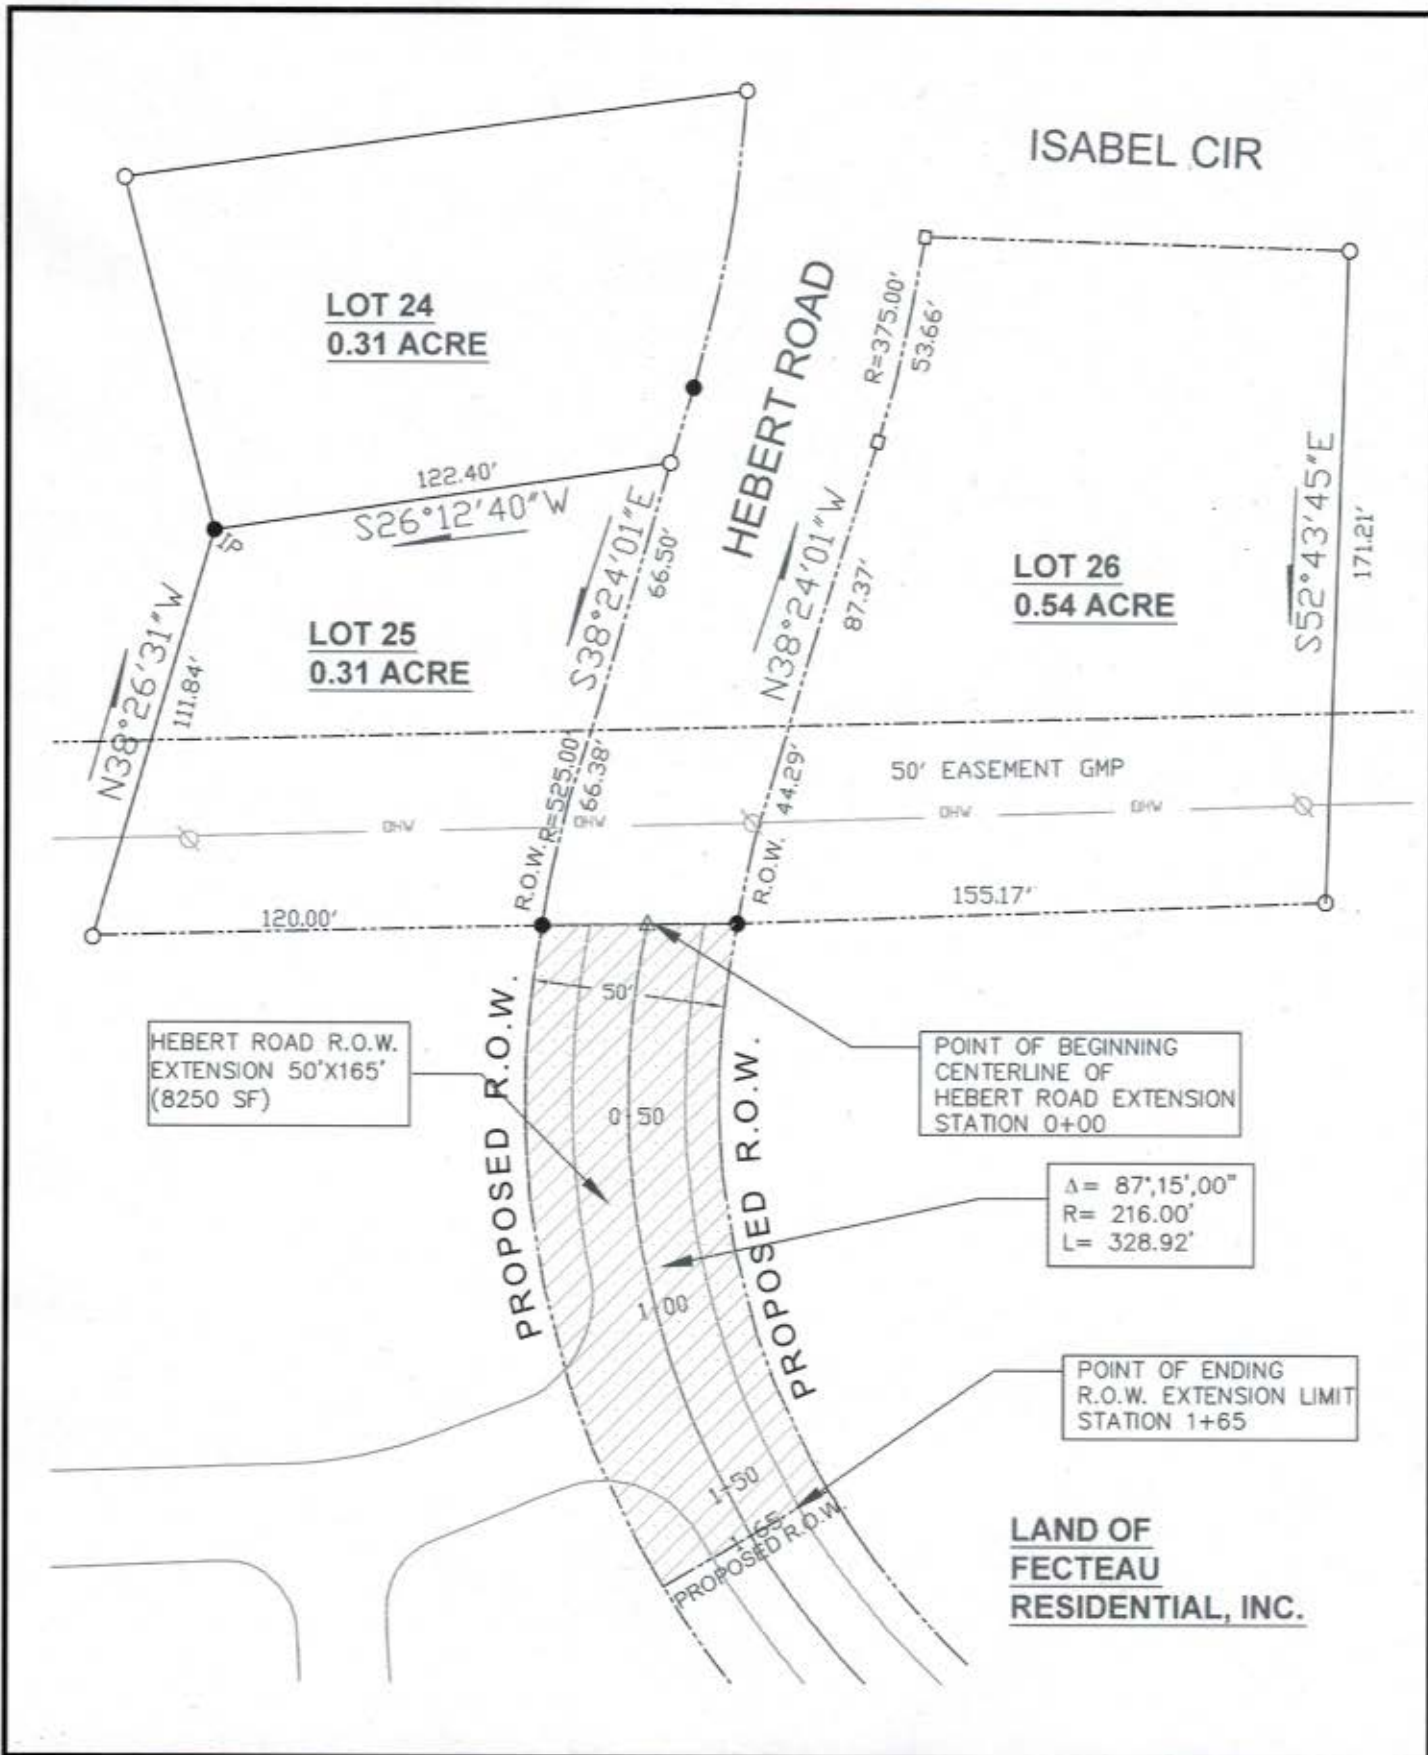 ISABEL CIR
LOT 24
0.31 ACRE
HEBERT ROAD
R=375.00'
53.66'
122.40'
S26°12'40"W
IP
S38°24'01"E
66.50'
N38°24'01"W
87.37'
LOT 26
0.54 ACRE
S52°43'45"E
171.21'
LOT 25
0.31 ACRE
N38°26'31"W
111.84'
R.O.W. R=525.00'
66.38'
R.O.W. 44.29'
50' EASEMENT GMP
OHW
OHW
OHW
OHW
120.00'
155.17'
50'
PROPOSED R.O.W.
PROPOSED R.O.W.
HEBERT ROAD R.O.W.
EXTENSION 50'X165'
(8250 SF)
POINT OF BEGINNING
CENTERLINE OF
HEBERT ROAD EXTENSION
STATION 0+00
0+50
Δ= 87°,15',00"
R= 216.00'
L= 328.92'
1+00
POINT OF ENDING
R.O.W. EXTENSION LIMIT
STATION 1+65
1+50
1+65
PROPOSED R.O.W.
LAND OF
FECTEAU
RESIDENTIAL, INC.